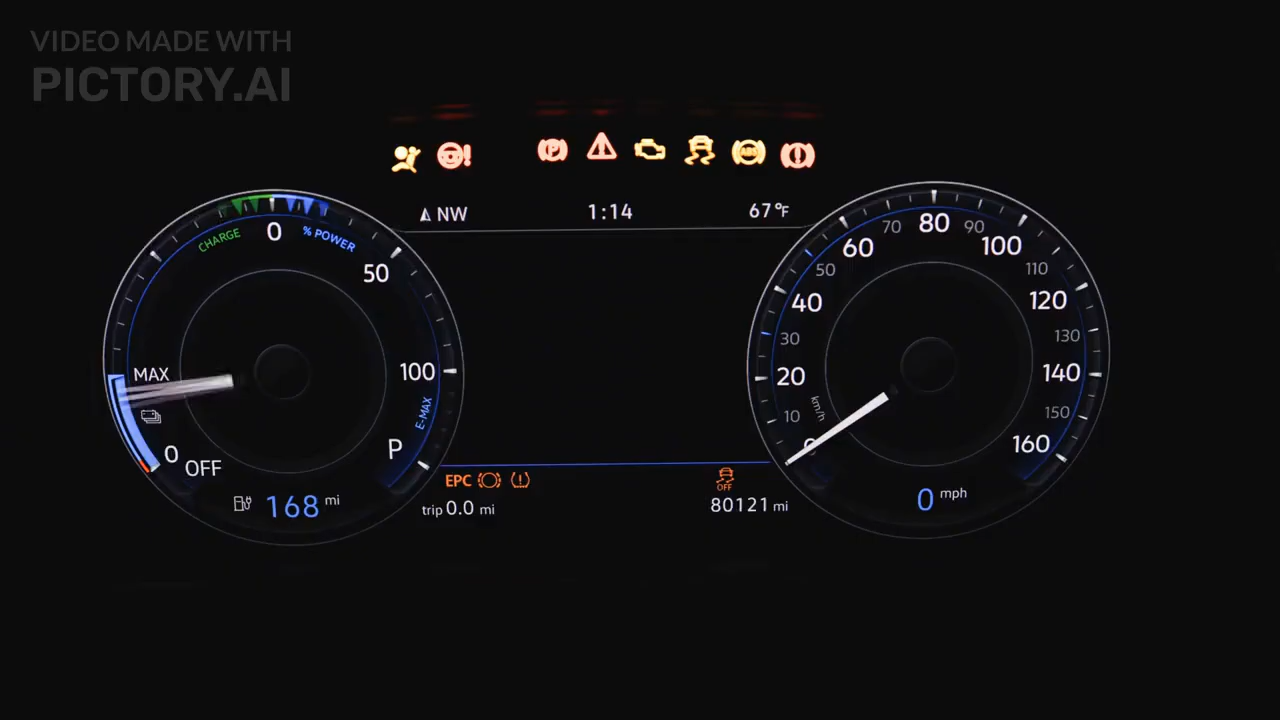 VIDEO MADE WITH
PICTORY.AI
P
ABS
NW
1:14
67°F
CHARGE
0
% POWER
50
100
E-MAX
P
MAX
0
OFF
168 mi
EPC
OFF
trip 0.0 mi
80121 mi
0
10
20
30
40
50
60
70
80
90
100
110
120
130
140
150
160
km/h
0 mph